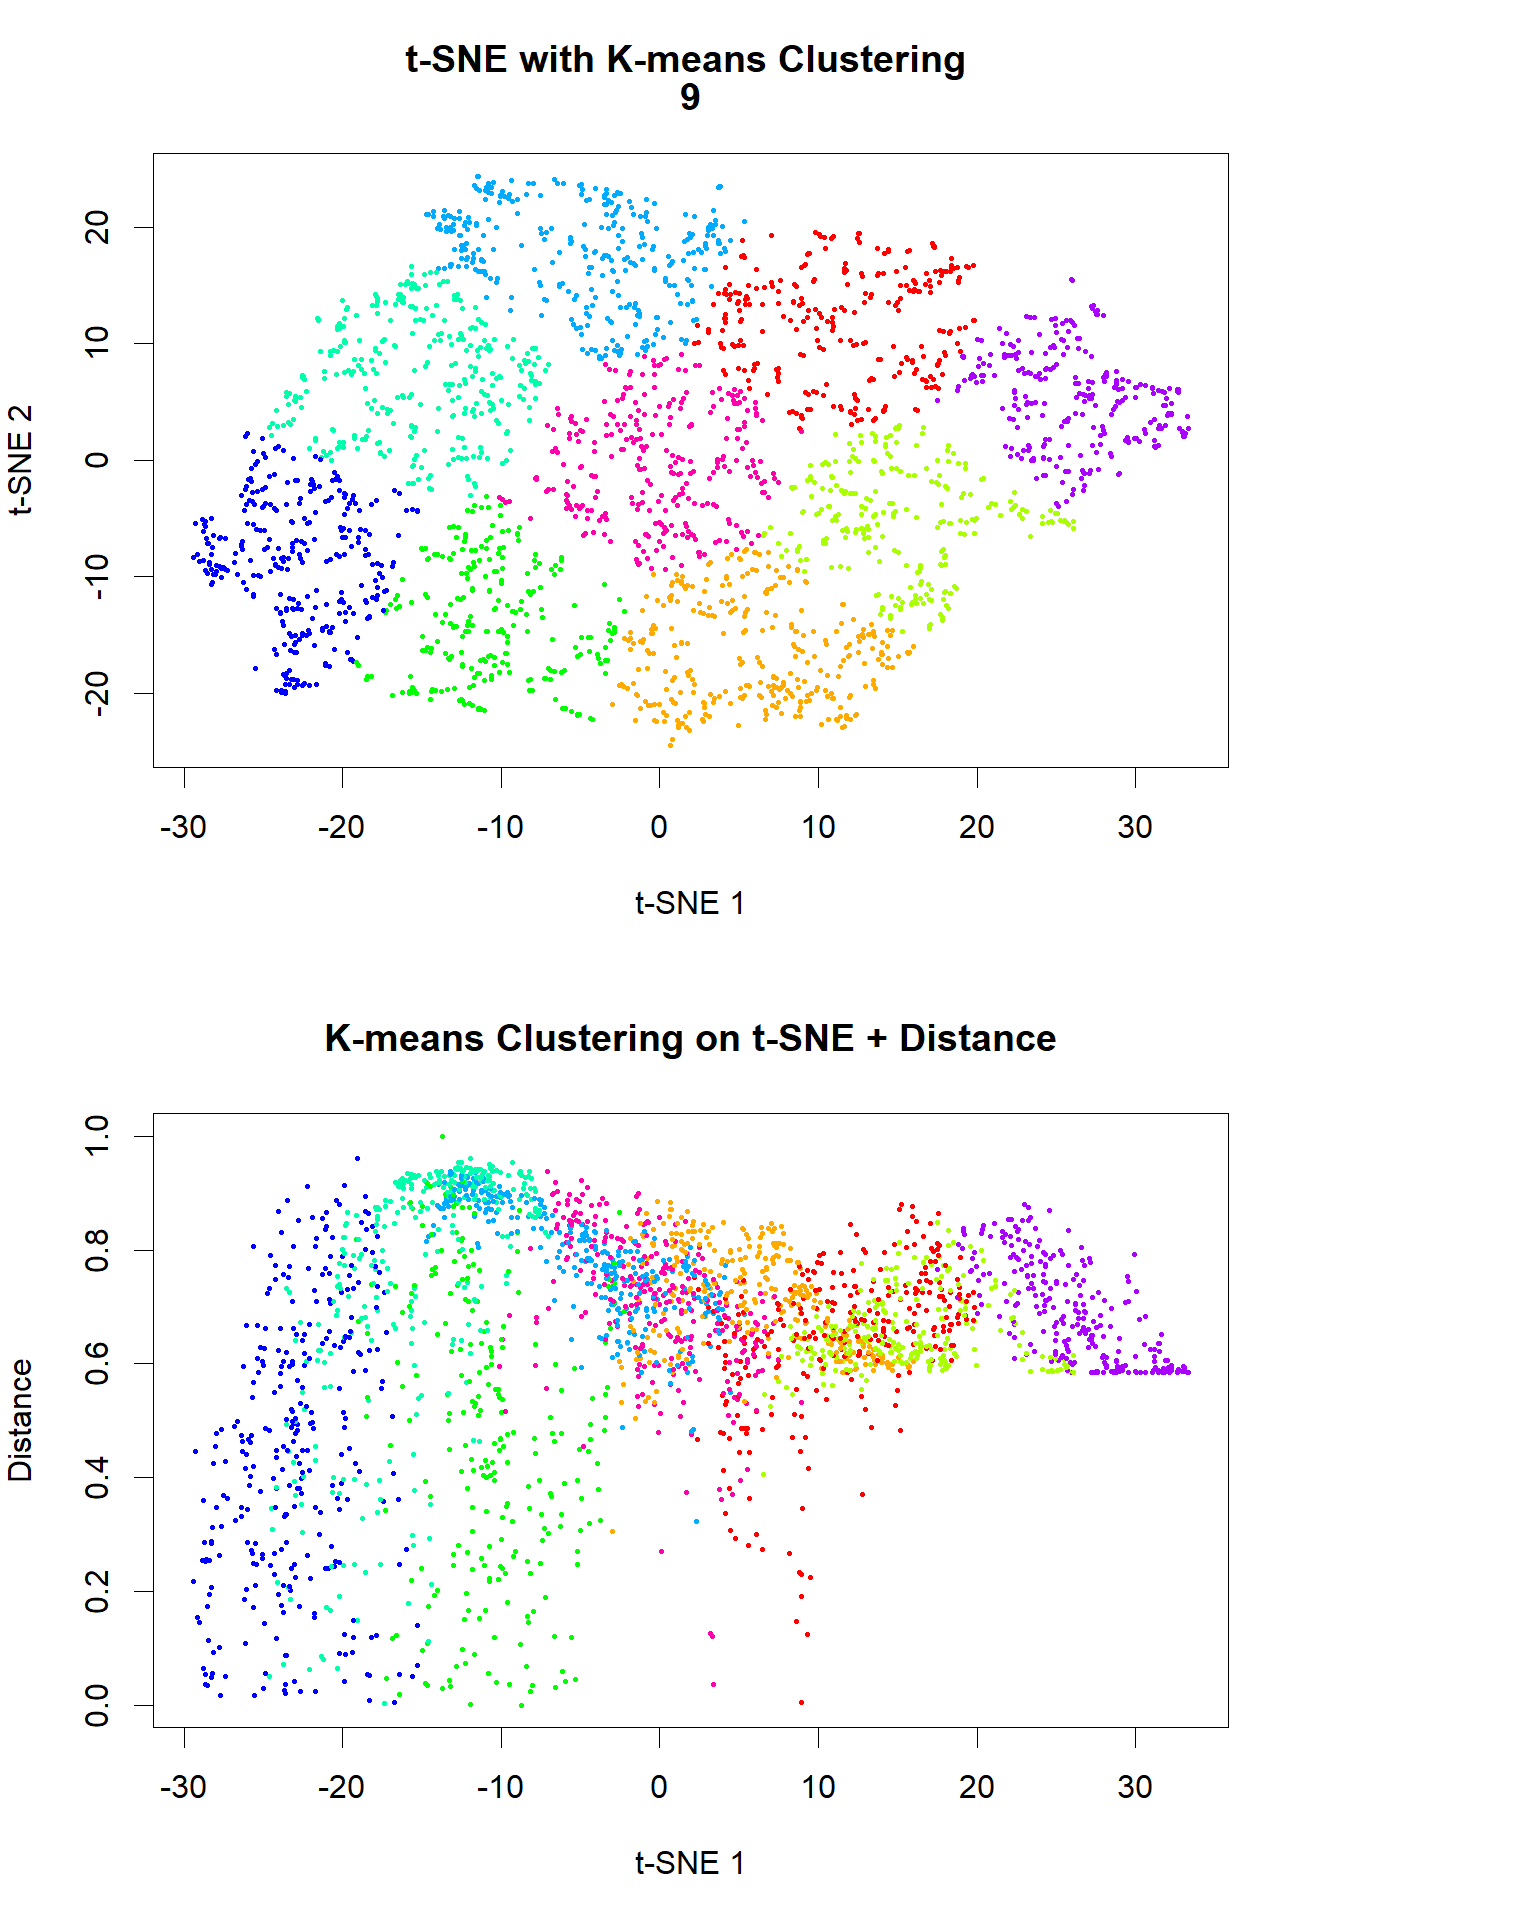 t-SNE with K-means Clustering
9
t-SNE 2
20
10
0
-10
-20
-30 -20 -10 0 10 20 30
t-SNE 1
K-means Clustering on t-SNE + Distance
Distance
1.0
0.8
0.6
0.4
0.2
0.0
-30 -20 -10 0 10 20 30
t-SNE 1